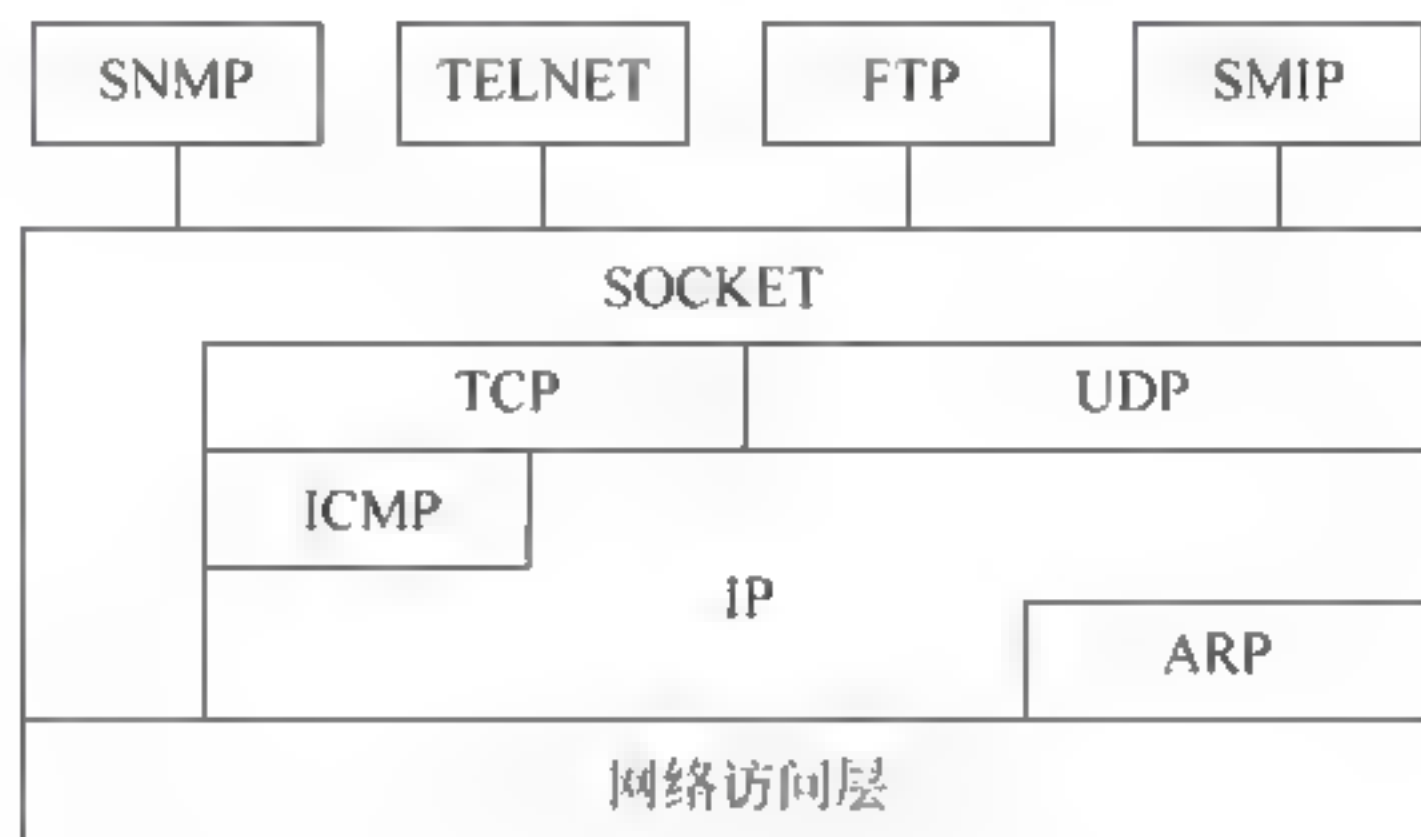 SNMP TELNET FTP SMIP
SOCKET
TCP UDP
ICMP
IP
ARP
网络访问层